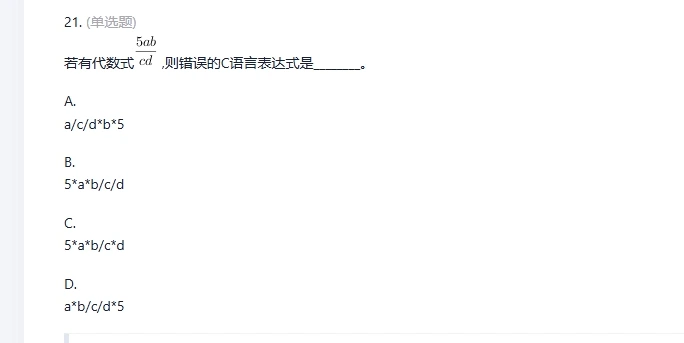 21. (单选题)
若有代数式 5ab/cd ,则错误的C语言表达式是______。
A.
a/c/d*b*5
B.
5*a*b/c/d
C.
5*a*b/c*d
D.
a*b/c/d*5